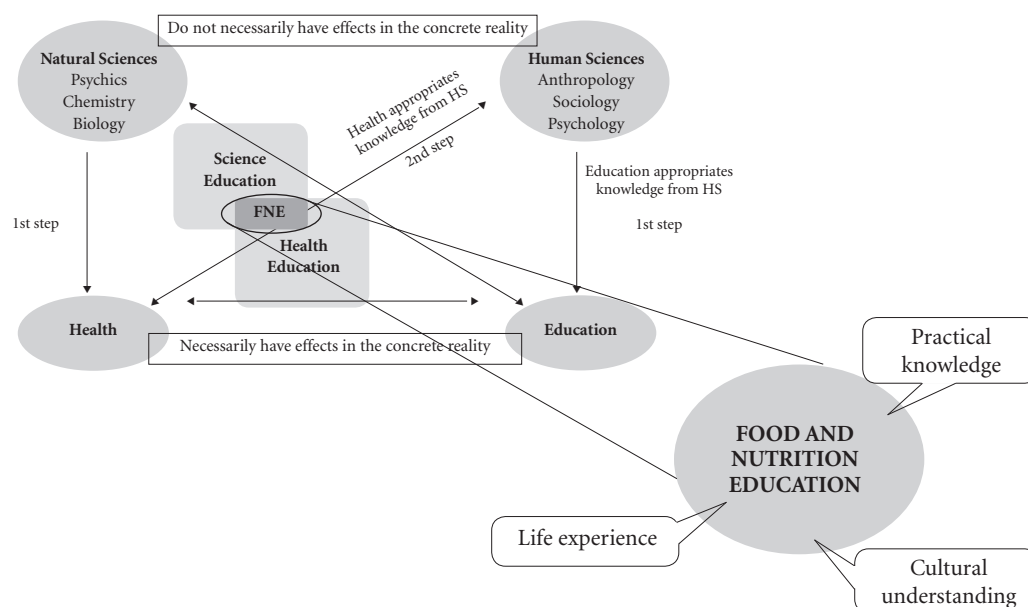 Do not necessarily have effects in the concrete reality
Natural Sciences
Psychics
Chemistry
Biology
Human Sciences
Anthropology
Sociology
Psychology
Health appropriates
knowledge from HS
2nd step
Science
Education
Education appropriates
knowledge from HS
1st step
1st step
FNE
Health
Education
Health
Education
Necessarily have effects in the concrete reality
Practical
knowledge
FOOD AND
NUTRITION
EDUCATION
Life experience
Cultural
understanding